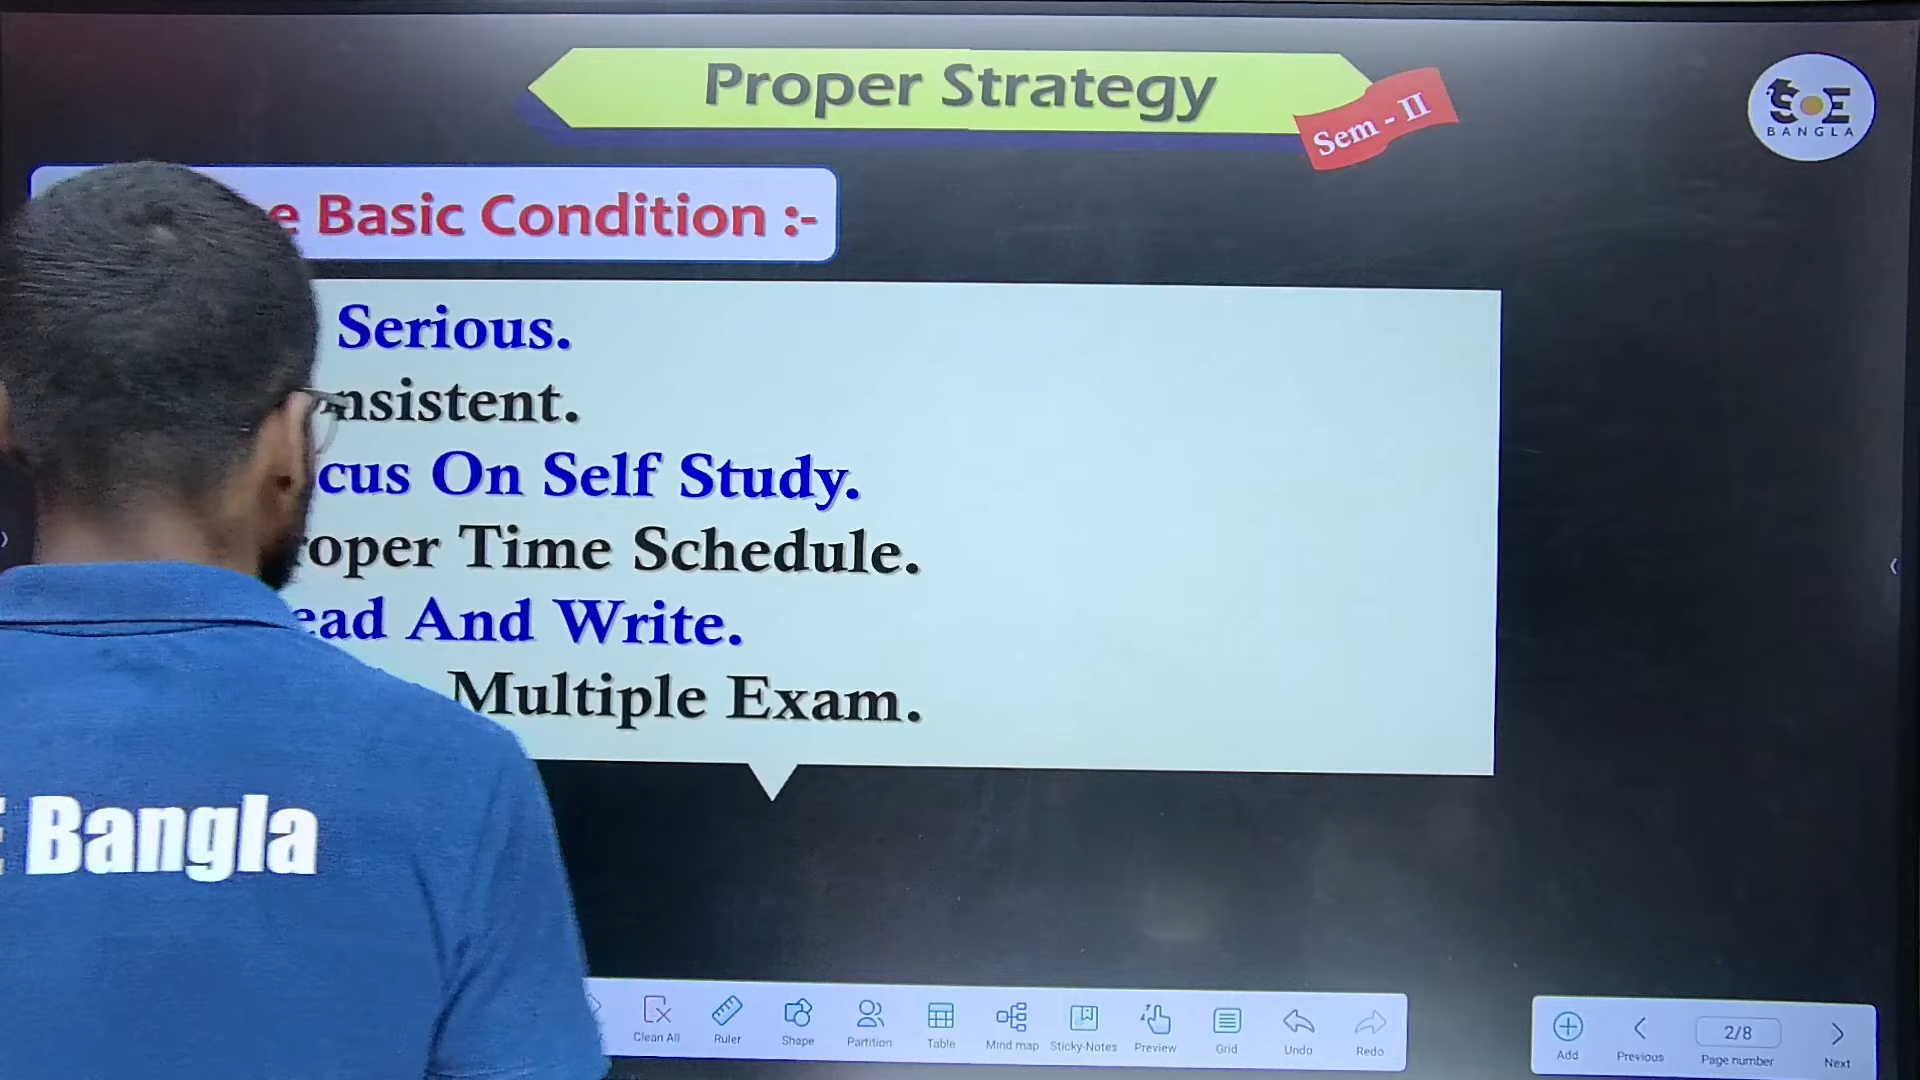 Proper Strategy
Sem - II
SOE
BANGLA
Basic Condition :-
Serious.
nsistent.
cus On Self Study.
oper Time Schedule.
ead And Write.
Multiple Exam.
Bangla
Clean All
Ruler
Shape
Partition
Table
Mind map
Sticky Notes
Preview
Grid
Undo
Redo
Add
Previous
2/8
Page number
Next